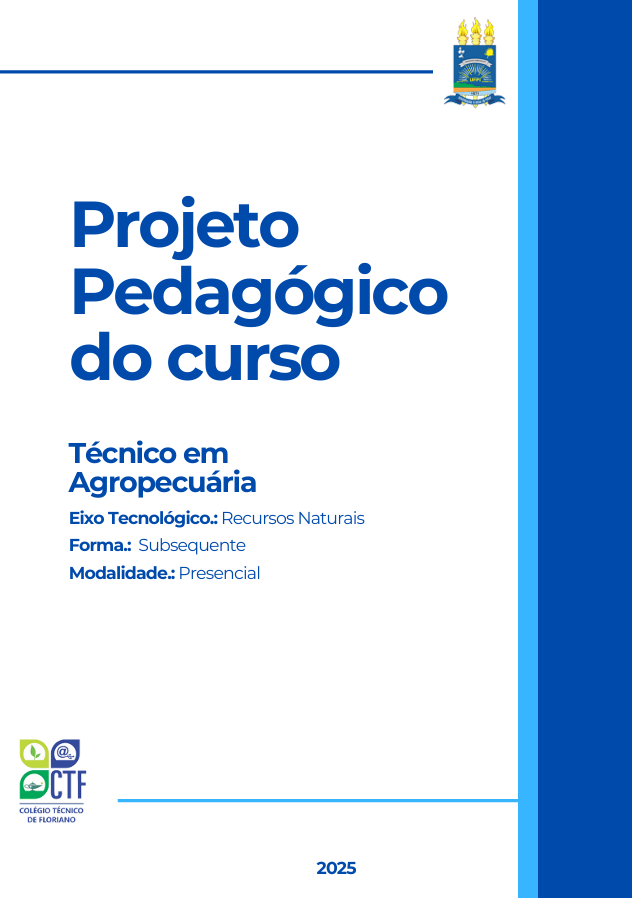 UFPI
Projeto
Pedagógico
do curso
Técnico em
Agropecuária
Eixo Tecnológico.: Recursos Naturais
Forma.: Subsequente
Modalidade.: Presencial
@
CTF
COLÉGIO TÉCNICO
DE FLORIANO
2025